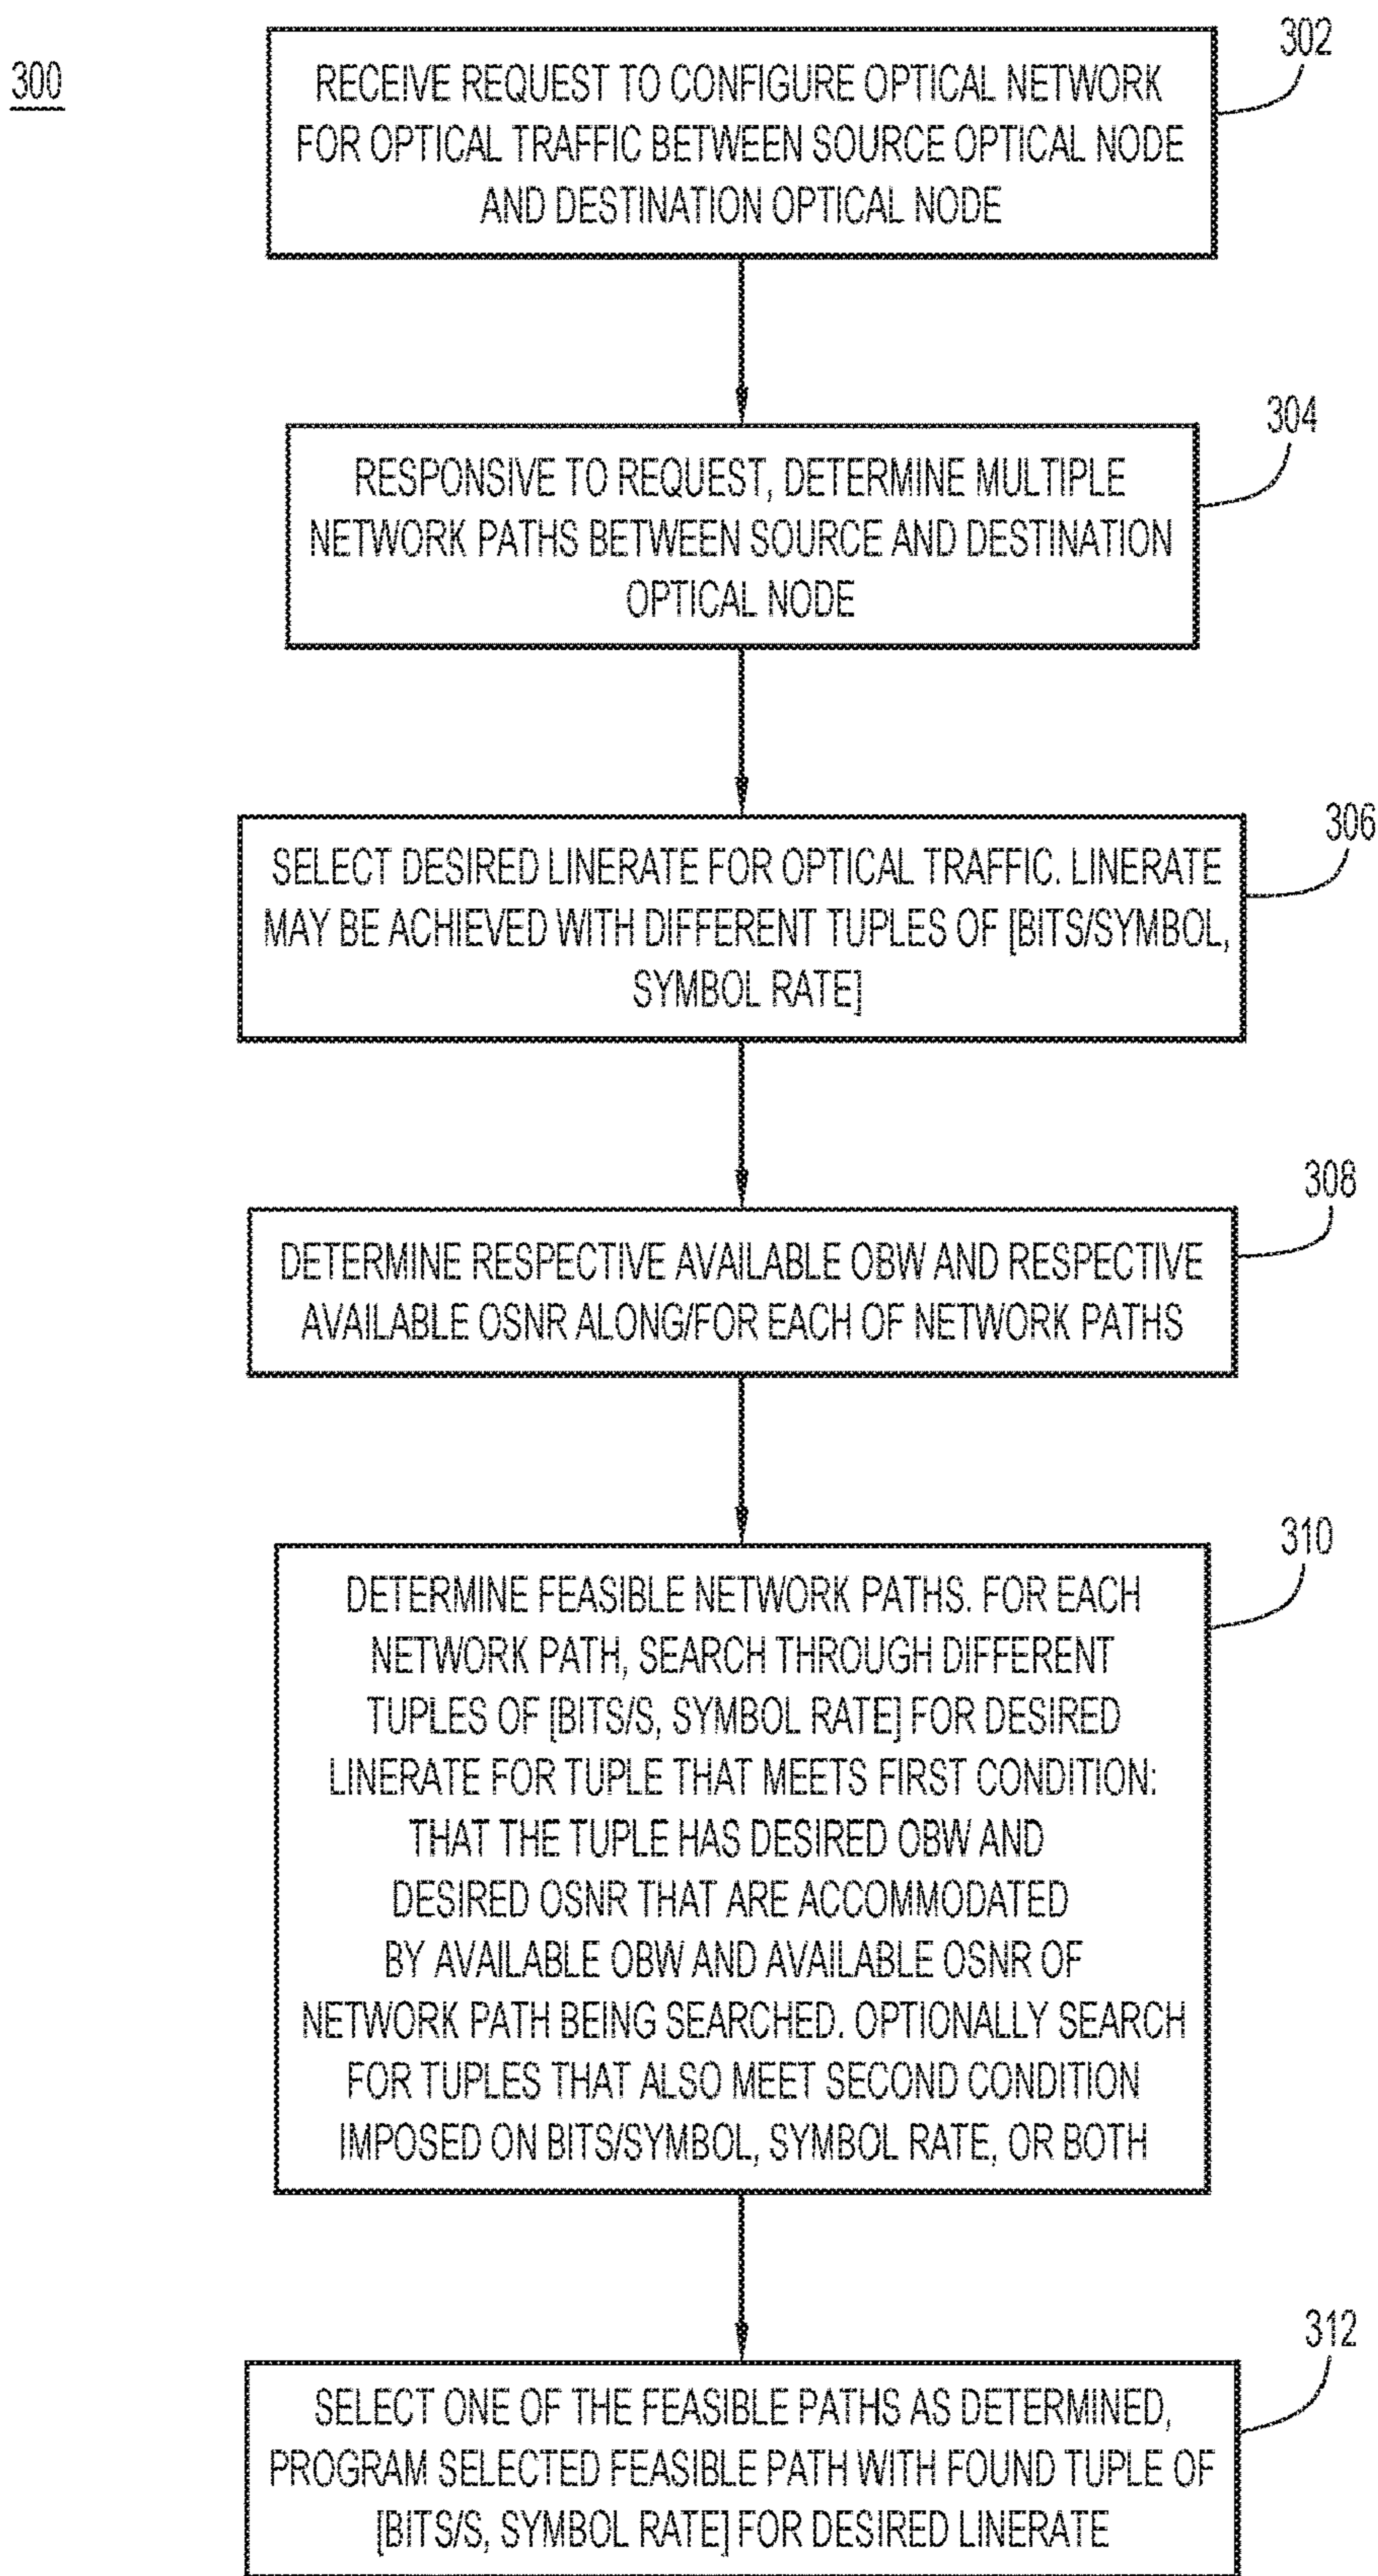 300
302
RECEIVE REQUEST TO CONFIGURE OPTICAL NETWORK
FOR OPTICAL TRAFFIC BETWEEN SOURCE OPTICAL NODE
AND DESTINATION OPTICAL NODE
304
RESPONSIVE TO REQUEST, DETERMINE MULTIPLE
NETWORK PATHS BETWEEN SOURCE AND DESTINATION
OPTICAL NODE
306
SELECT DESIRED LINERATE FOR OPTICAL TRAFFIC. LINERATE
MAY BE ACHIEVED WITH DIFFERENT TUPLES OF [BITS/SYMBOL,
SYMBOL RATE]
308
DETERMINE RESPECTIVE AVAILABLE OBW AND RESPECTIVE
AVAILABLE OSNR ALONG/FOR EACH OF NETWORK PATHS
310
DETERMINE FEASIBLE NETWORK PATHS. FOR EACH
NETWORK PATH, SEARCH THROUGH DIFFERENT
TUPLES OF [BITS/S, SYMBOL RATE] FOR DESIRED
LINERATE FOR TUPLE THAT MEETS FIRST CONDITION:
THAT THE TUPLE HAS DESIRED OBW AND
DESIRED OSNR THAT ARE ACCOMMODATED
BY AVAILABLE OBW AND AVAILABLE OSNR OF
NETWORK PATH BEING SEARCHED. OPTIONALLY SEARCH
FOR TUPLES THAT ALSO MEET SECOND CONDITION
IMPOSED ON BITS/SYMBOL, SYMBOL RATE, OR BOTH
312
SELECT ONE OF THE FEASIBLE PATHS AS DETERMINED,
PROGRAM SELECTED FEASIBLE PATH WITH FOUND TUPLE OF
[BITS/S, SYMBOL RATE] FOR DESIRED LINERATE